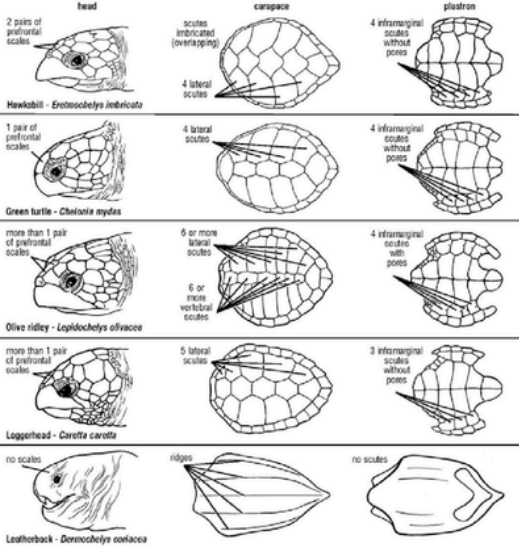 head
carapace
plastron
2 pairs of
prefrontal
scales
scutes
imbricated
(overlapping)
4 lateral
scutes
4 inframarginal
scutes
without
pores
Hawksbill - Eretmochelys imbricata
1 pair of
prefrontal
scales
4 lateral
scutes
4 inframarginal
scutes
without
pores
Green turtle - Chelonia mydas
more than 1 pair
of prefrontal
scales
6 or more
lateral
scutes
6 or
more
vertebral
scutes
4 inframarginal
scutes
with
pores
Olive ridley - Lepidochelys olivacea
more than 1 pair
of prefrontal
scales
5 lateral
scutes
3 inframarginal
scutes
without
pores
Loggerhead - Caretta caretta
no scales
ridges
no scutes
Leatherback - Dermochelys coriacea